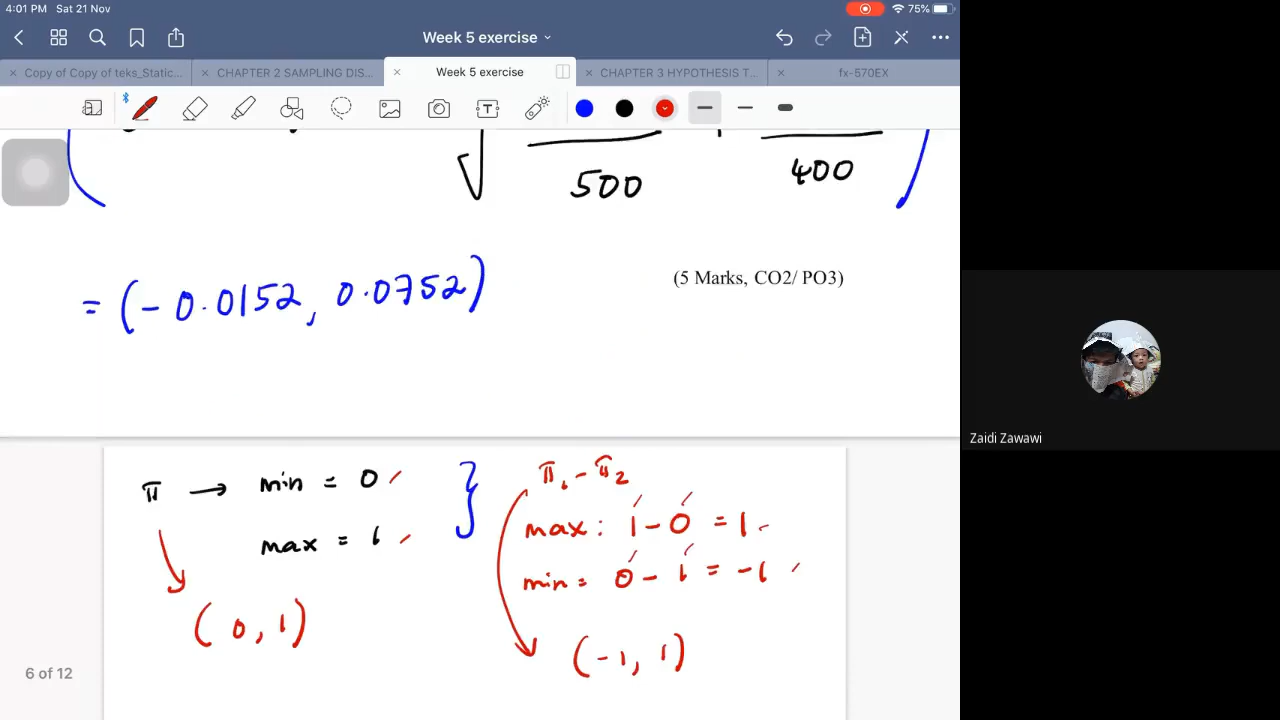 4:01 PM Sat 21 Nov
75%
Week 5 exercise
Copy of Copy of teks_Static...
CHAPTER 2 SAMPLING DIS...
Week 5 exercise
CHAPTER 3 HYPOTHESIS T...
fx-570EX
500
400
= (-0.0152, 0.0752)
(5 Marks, CO2/ PO3)
Zaidi Zawawi
π → min = 0
max = 1
(0, 1)
π₁ - π₂
max: 1 - 0 = 1
min = 0 - 1 = -1
(-1, 1)
6 of 12